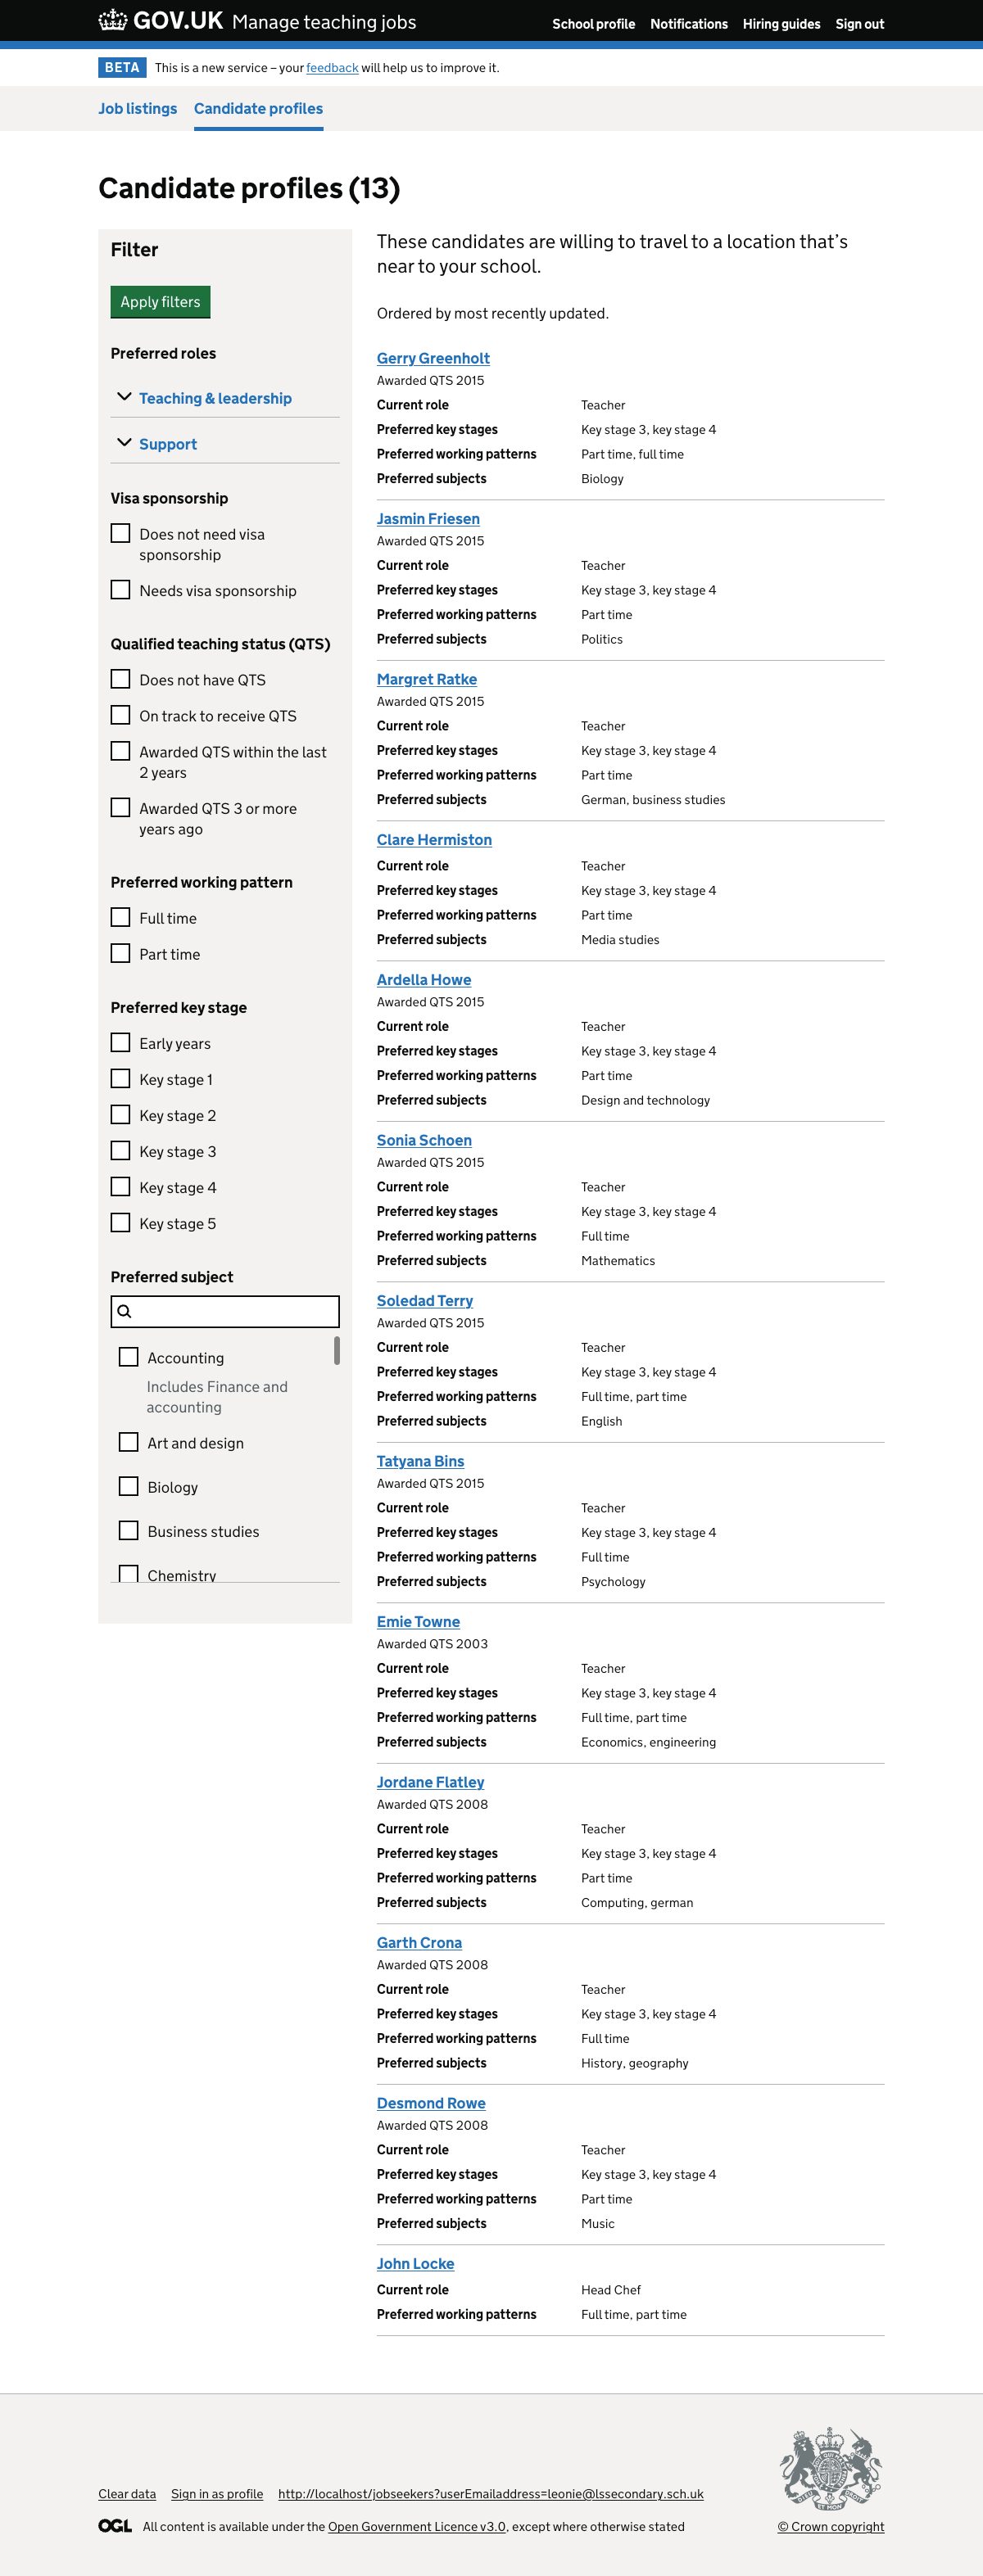 GOV.UK Manage teaching jobs
School profile Notifications Hiring guides Sign out
BETA This is a new service – your feedback will help us to improve it.
Job listings Candidate profiles
Candidate profiles (13)
Filter
Apply filters
Preferred roles
Teaching & leadership
Support
Visa sponsorship
Does not need visa
sponsorship
Needs visa sponsorship
Qualified teaching status (QTS)
Does not have QTS
On track to receive QTS
Awarded QTS within the last
2 years
Awarded QTS 3 or more
years ago
Preferred working pattern
Full time
Part time
Preferred key stage
Early years
Key stage 1
Key stage 2
Key stage 3
Key stage 4
Key stage 5
Preferred subject
Accounting
Includes Finance and
accounting
Art and design
Biology
Business studies
Chemistry
These candidates are willing to travel to a location that’s
near to your school.
Ordered by most recently updated.
Gerry Greenholt
Awarded QTS 2015
Current role Teacher
Preferred key stages Key stage 3, key stage 4
Preferred working patterns Part time, full time
Preferred subjects Biology
Jasmin Friesen
Awarded QTS 2015
Current role Teacher
Preferred key stages Key stage 3, key stage 4
Preferred working patterns Part time
Preferred subjects Politics
Margret Ratke
Awarded QTS 2015
Current role Teacher
Preferred key stages Key stage 3, key stage 4
Preferred working patterns Part time
Preferred subjects German, business studies
Clare Hermiston
Current role Teacher
Preferred key stages Key stage 3, key stage 4
Preferred working patterns Part time
Preferred subjects Media studies
Ardella Howe
Awarded QTS 2015
Current role Teacher
Preferred key stages Key stage 3, key stage 4
Preferred working patterns Part time
Preferred subjects Design and technology
Sonia Schoen
Awarded QTS 2015
Current role Teacher
Preferred key stages Key stage 3, key stage 4
Preferred working patterns Full time
Preferred subjects Mathematics
Soledad Terry
Awarded QTS 2015
Current role Teacher
Preferred key stages Key stage 3, key stage 4
Preferred working patterns Full time, part time
Preferred subjects English
Tatyana Bins
Awarded QTS 2015
Current role Teacher
Preferred key stages Key stage 3, key stage 4
Preferred working patterns Full time
Preferred subjects Psychology
Emie Towne
Awarded QTS 2003
Current role Teacher
Preferred key stages Key stage 3, key stage 4
Preferred working patterns Full time, part time
Preferred subjects Economics, engineering
Jordane Flatley
Awarded QTS 2008
Current role Teacher
Preferred key stages Key stage 3, key stage 4
Preferred working patterns Part time
Preferred subjects Computing, german
Garth Crona
Awarded QTS 2008
Current role Teacher
Preferred key stages Key stage 3, key stage 4
Preferred working patterns Full time
Preferred subjects History, geography
Desmond Rowe
Awarded QTS 2008
Current role Teacher
Preferred key stages Key stage 3, key stage 4
Preferred working patterns Part time
Preferred subjects Music
John Locke
Current role Head Chef
Preferred working patterns Full time, part time
Clear data Sign in as profile http://localhost/jobseekers?userEmailaddress=leonie@lssecondary.sch.uk
OGL All content is available under the Open Government Licence v3.0, except where otherwise stated
© Crown copyright